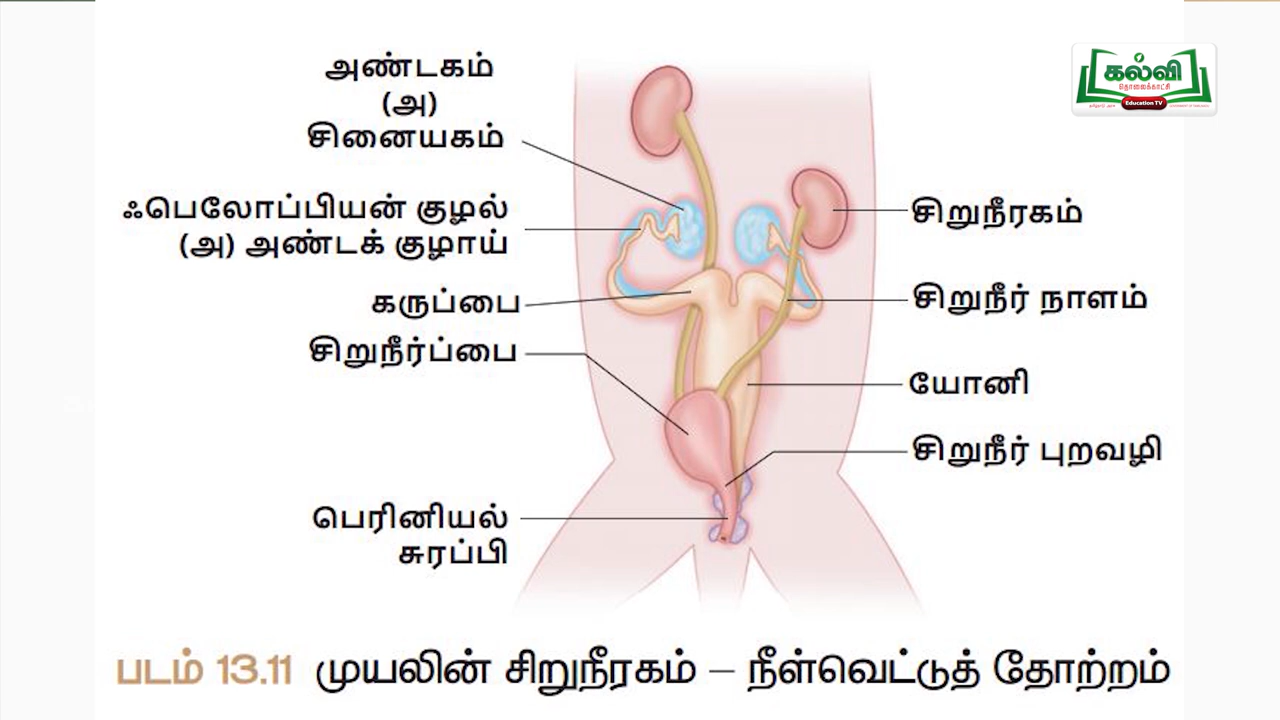 கல்வி
தொலைக்காட்சி
Education TV
அண்டகம்
(அ)
சினையகம்
ஃபெலோப்பியன் குழல்
(அ) அண்டக் குழாய்
கருப்பை
சிறுநீர்ப்பை
பெரினியல்
சுரப்பி
சிறுநீரகம்
சிறுநீர் நாளம்
யோனி
சிறுநீர் புறவழி
படம் 13.11 முயலின் சிறுநீரகம் – நீள்வெட்டுத் தோற்றம்